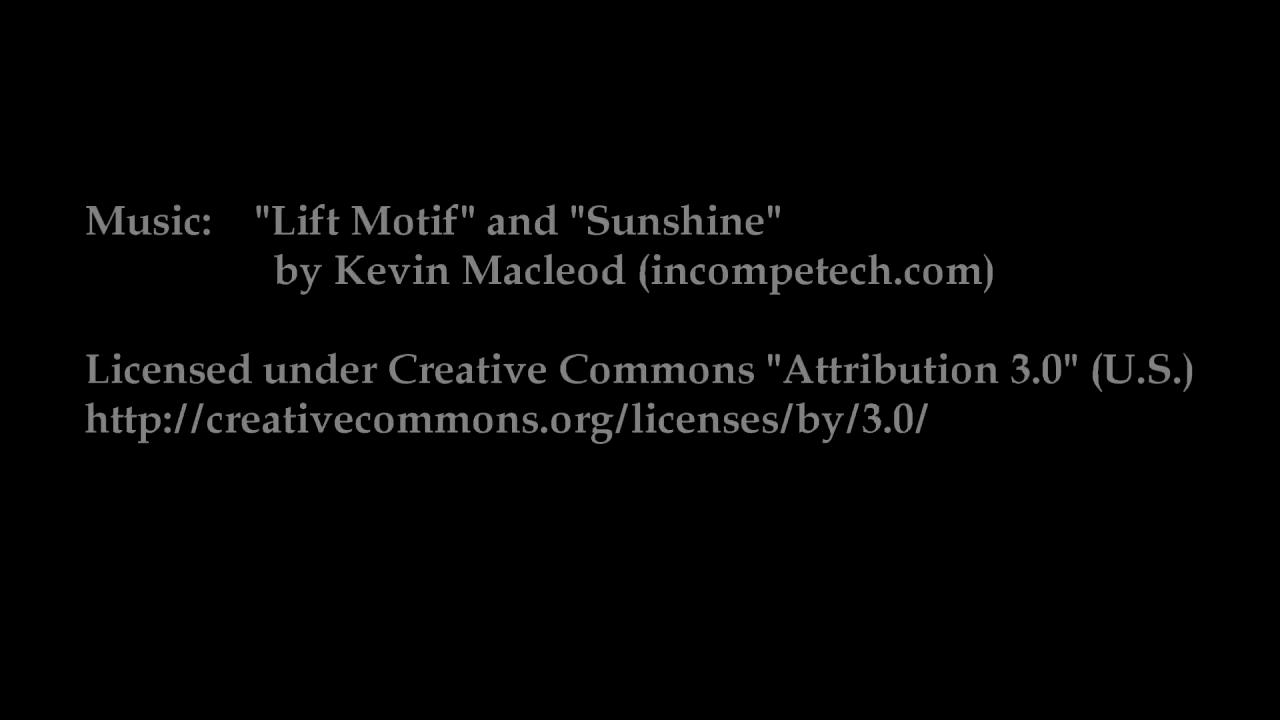 Music: "Lift Motif" and "Sunshine"
by Kevin Macleod (incompetech.com)
Licensed under Creative Commons "Attribution 3.0" (U.S.)
http://creativecommons.org/licenses/by/3.0/